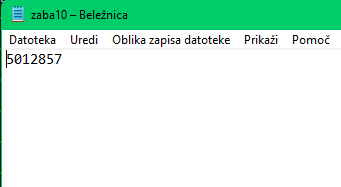 zaba10 – Beležnica
Datoteka Uredi Oblika zapisa datoteke Prikaži Pomoč
5012857